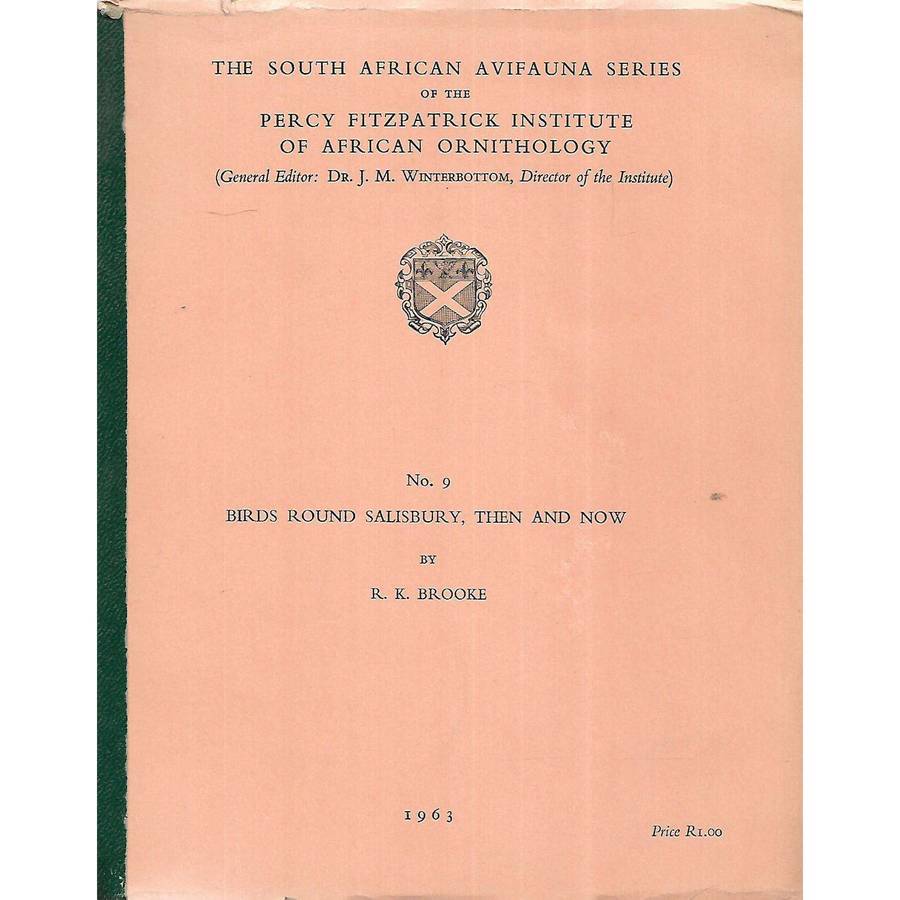 THE SOUTH AFRICAN AVIFAUNA SERIES
OF THE
PERCY FITZPATRICK INSTITUTE
OF AFRICAN ORNITHOLOGY
(General Editor: DR. J. M. WINTERBOTTOM, Director of the Institute)
No. 9
BIRDS ROUND SALISBURY, THEN AND NOW
BY
R. K. BROOKE
1963
Price R1.00